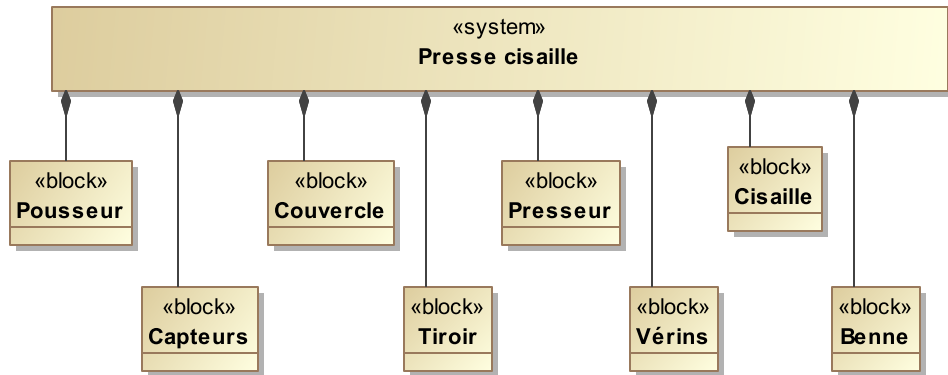 «system»
Presse cisaille
«block»
Pousseur
«block»
Couvercle
«block»
Presseur
«block»
Cisaille
«block»
Capteurs
«block»
Tiroir
«block»
Vérins
«block»
Benne